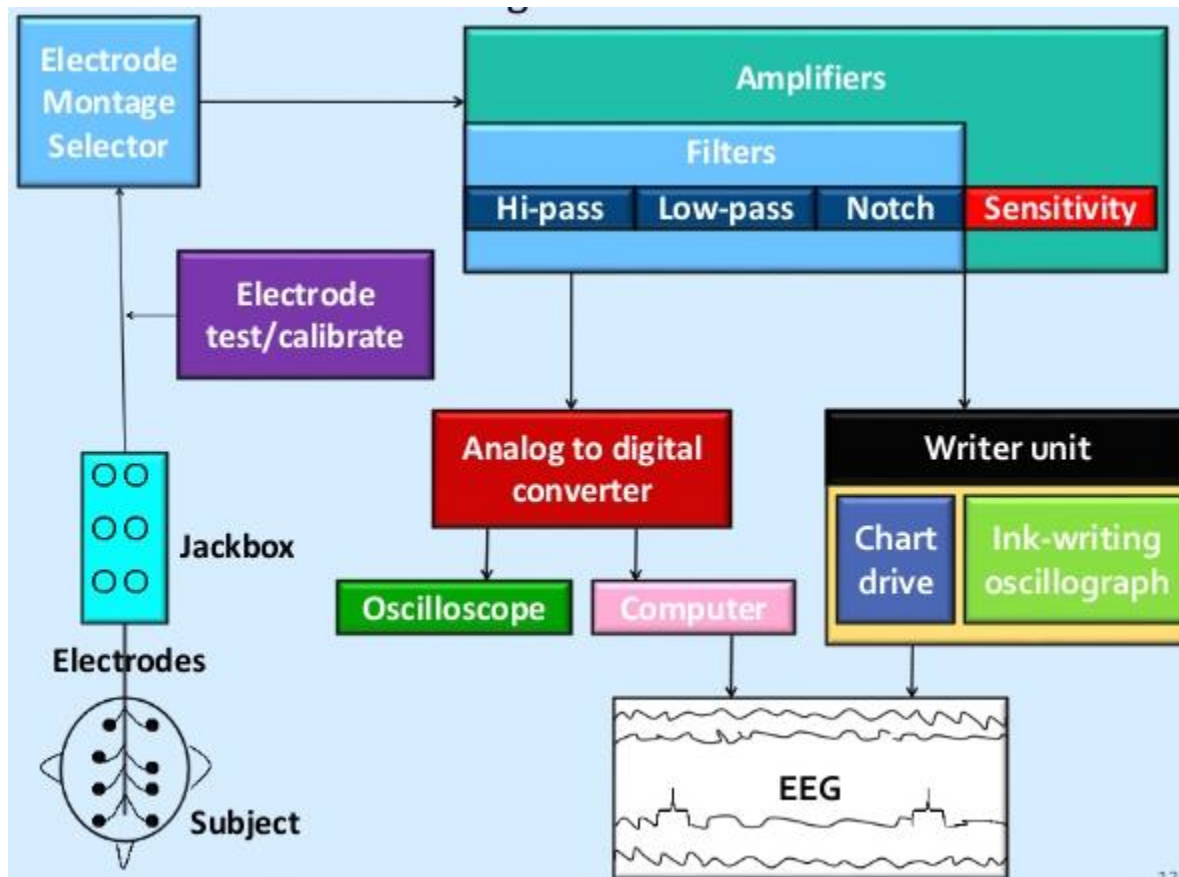 Electrode
Montage
Selector
Amplifiers
Filters
Hi-pass
Low-pass
Notch
Sensitivity
Electrode
test/calibrate
Analog to digital
converter
Writer unit
Chart
drive
Ink-writing
oscillograph
Jackbox
Oscilloscope
Computer
Electrodes
EEG
Subject